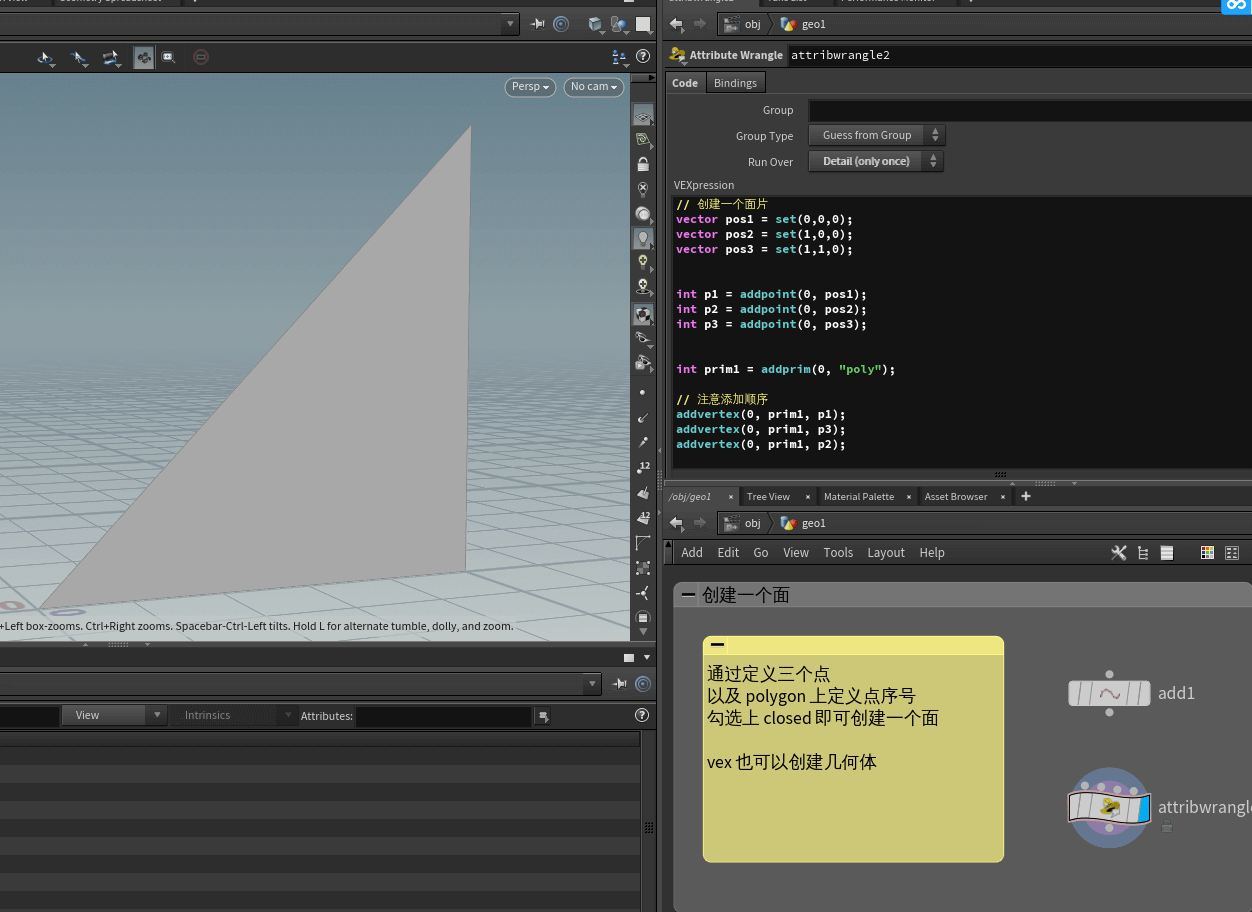 obj
geo1
Attribute Wrangle
attribwrangle2
Persp
No cam
Code
Bindings
Group
Group Type
Guess from Group
Run Over
Detail (only once)
VEXpression
// 创建一个面片
vector pos1 = set(0,0,0);
vector pos2 = set(1,0,0);
vector pos3 = set(1,1,0);
int p1 = addpoint(0, pos1);
int p2 = addpoint(0, pos2);
int p3 = addpoint(0, pos3);
int prim1 = addprim(0, "poly");
// 注意添加顺序
addvertex(0, prim1, p1);
addvertex(0, prim1, p3);
addvertex(0, prim1, p2);
12
12
+Left box-zooms. Ctrl+Right zooms. Spacebar-Ctrl-Left tilts. Hold L for alternate tumble, dolly, and zoom.
/obj/geo1
Tree View
Material Palette
Asset Browser
obj
geo1
Add Edit Go View Tools Layout Help
创建一个面
通过定义三个点
以及 polygon 上定义点序号
勾选上 closed 即可创建一个面
vex 也可以创建几何体
add1
attribwrangle
View
Intrinsics
Attributes: